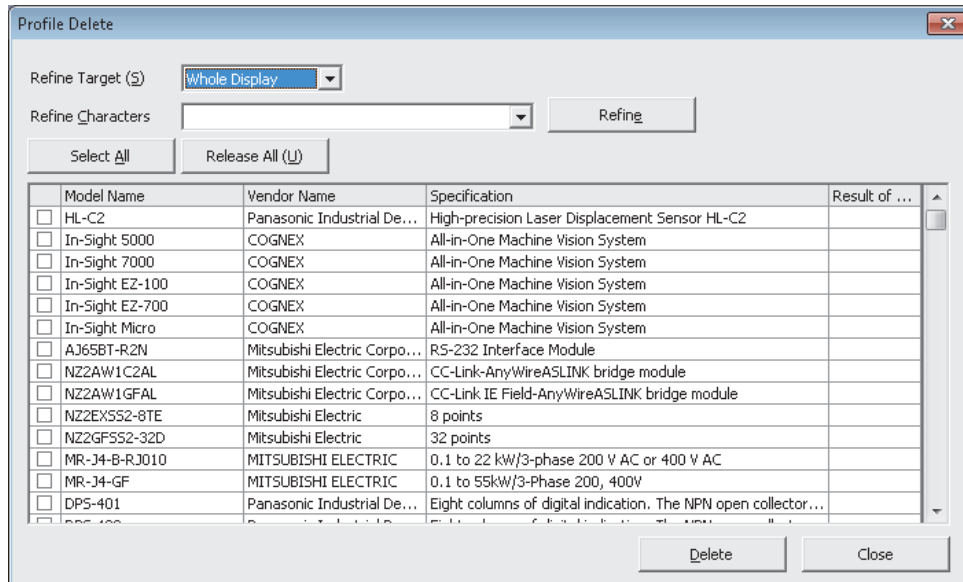 Profile Delete
Refine Target (S) Whole Display
Refine Characters Refine
Select All Release All (U)
Model Name Vendor Name Specification Result of ...
HL-C2 Panasonic Industrial De... High-precision Laser Displacement Sensor HL-C2
In-Sight 5000 COGNEX All-in-One Machine Vision System
In-Sight 7000 COGNEX All-in-One Machine Vision System
In-Sight EZ-100 COGNEX All-in-One Machine Vision System
In-Sight EZ-700 COGNEX All-in-One Machine Vision System
In-Sight Micro COGNEX All-in-One Machine Vision System
AJ65BT-R2N Mitsubishi Electric Corpo... RS-232 Interface Module
NZ2AW1C2AL Mitsubishi Electric Corpo... CC-Link-AnyWireASLINK bridge module
NZ2AW1GFAL Mitsubishi Electric Corpo... CC-Link IE Field-AnyWireASLINK bridge module
NZ2EXSS2-8TE Mitsubishi Electric 8 points
NZ2GFSS2-32D Mitsubishi Electric 32 points
MR-J4-B-RJ010 MITSUBISHI ELECTRIC 0.1 to 22 kW/3-phase 200 V AC or 400 V AC
MR-J4-GF MITSUBISHI ELECTRIC 0.1 to 55kW/3-Phase 200, 400V
DPS-401 Panasonic Industrial De... Eight columns of digital indication. The NPN open collector...
Delete Close